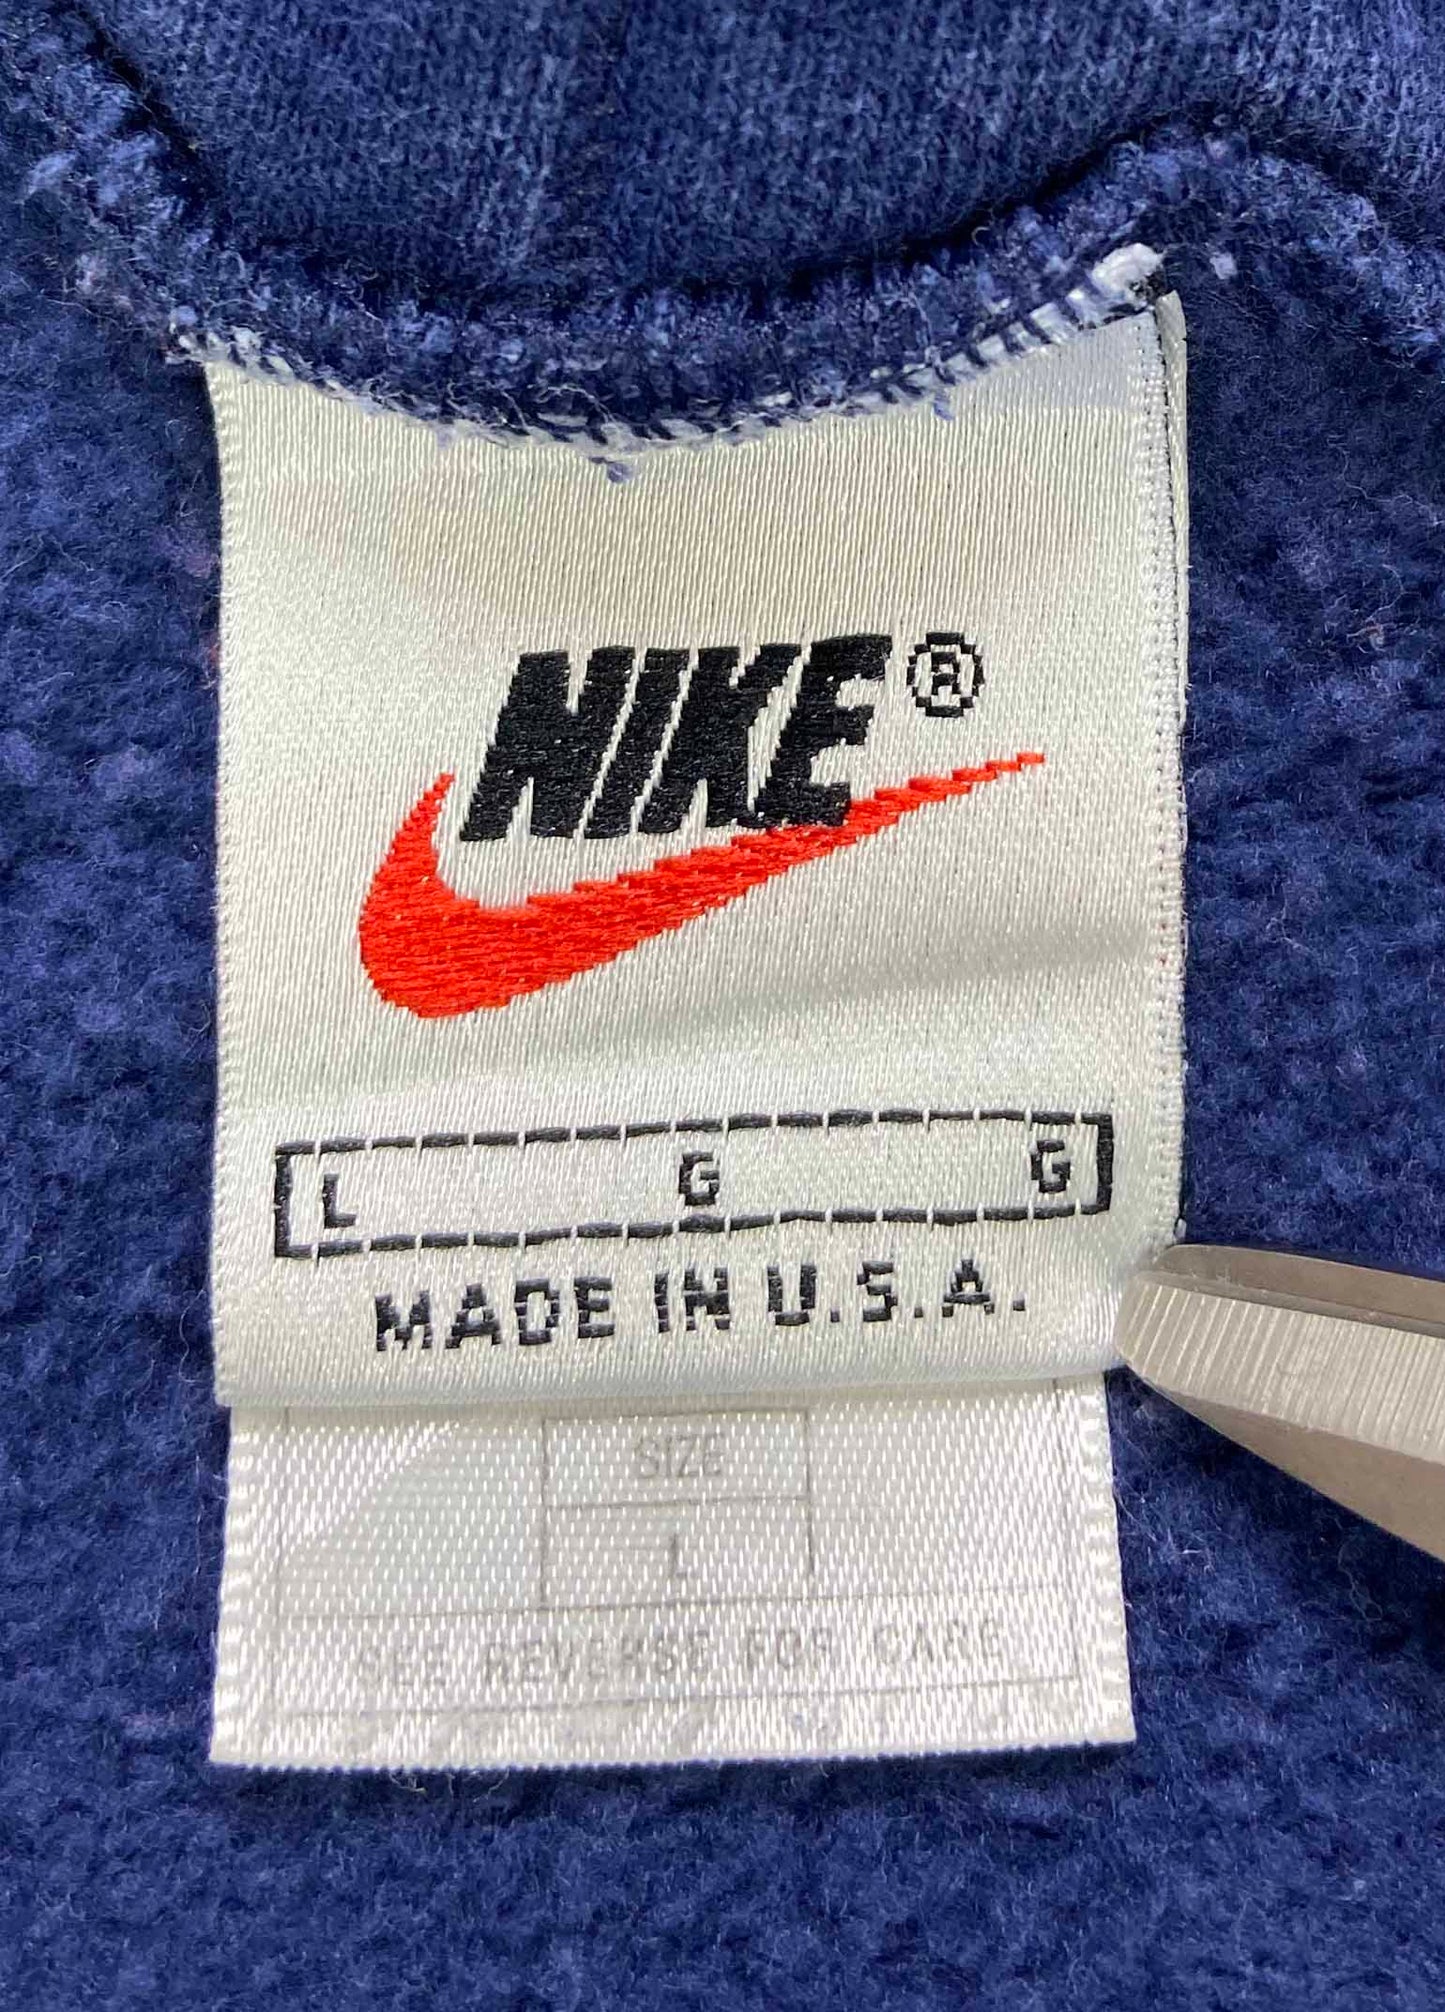 NIKE®
L G G
MADE IN U.S.A.
SIZE
L
SEE REVERSE FOR CARE